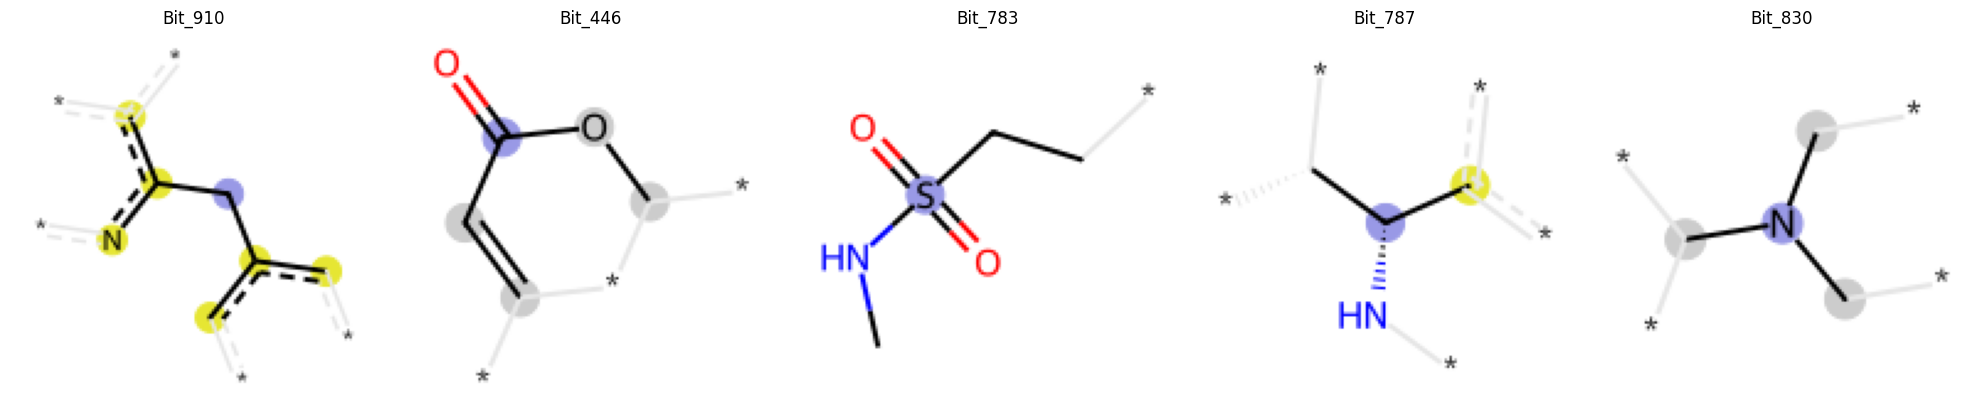 Bit_910 Bit_446 Bit_783 Bit_787 Bit_830
* * * N *
* O O * *
* O O HN S O
* * * * HN *
* * N * *